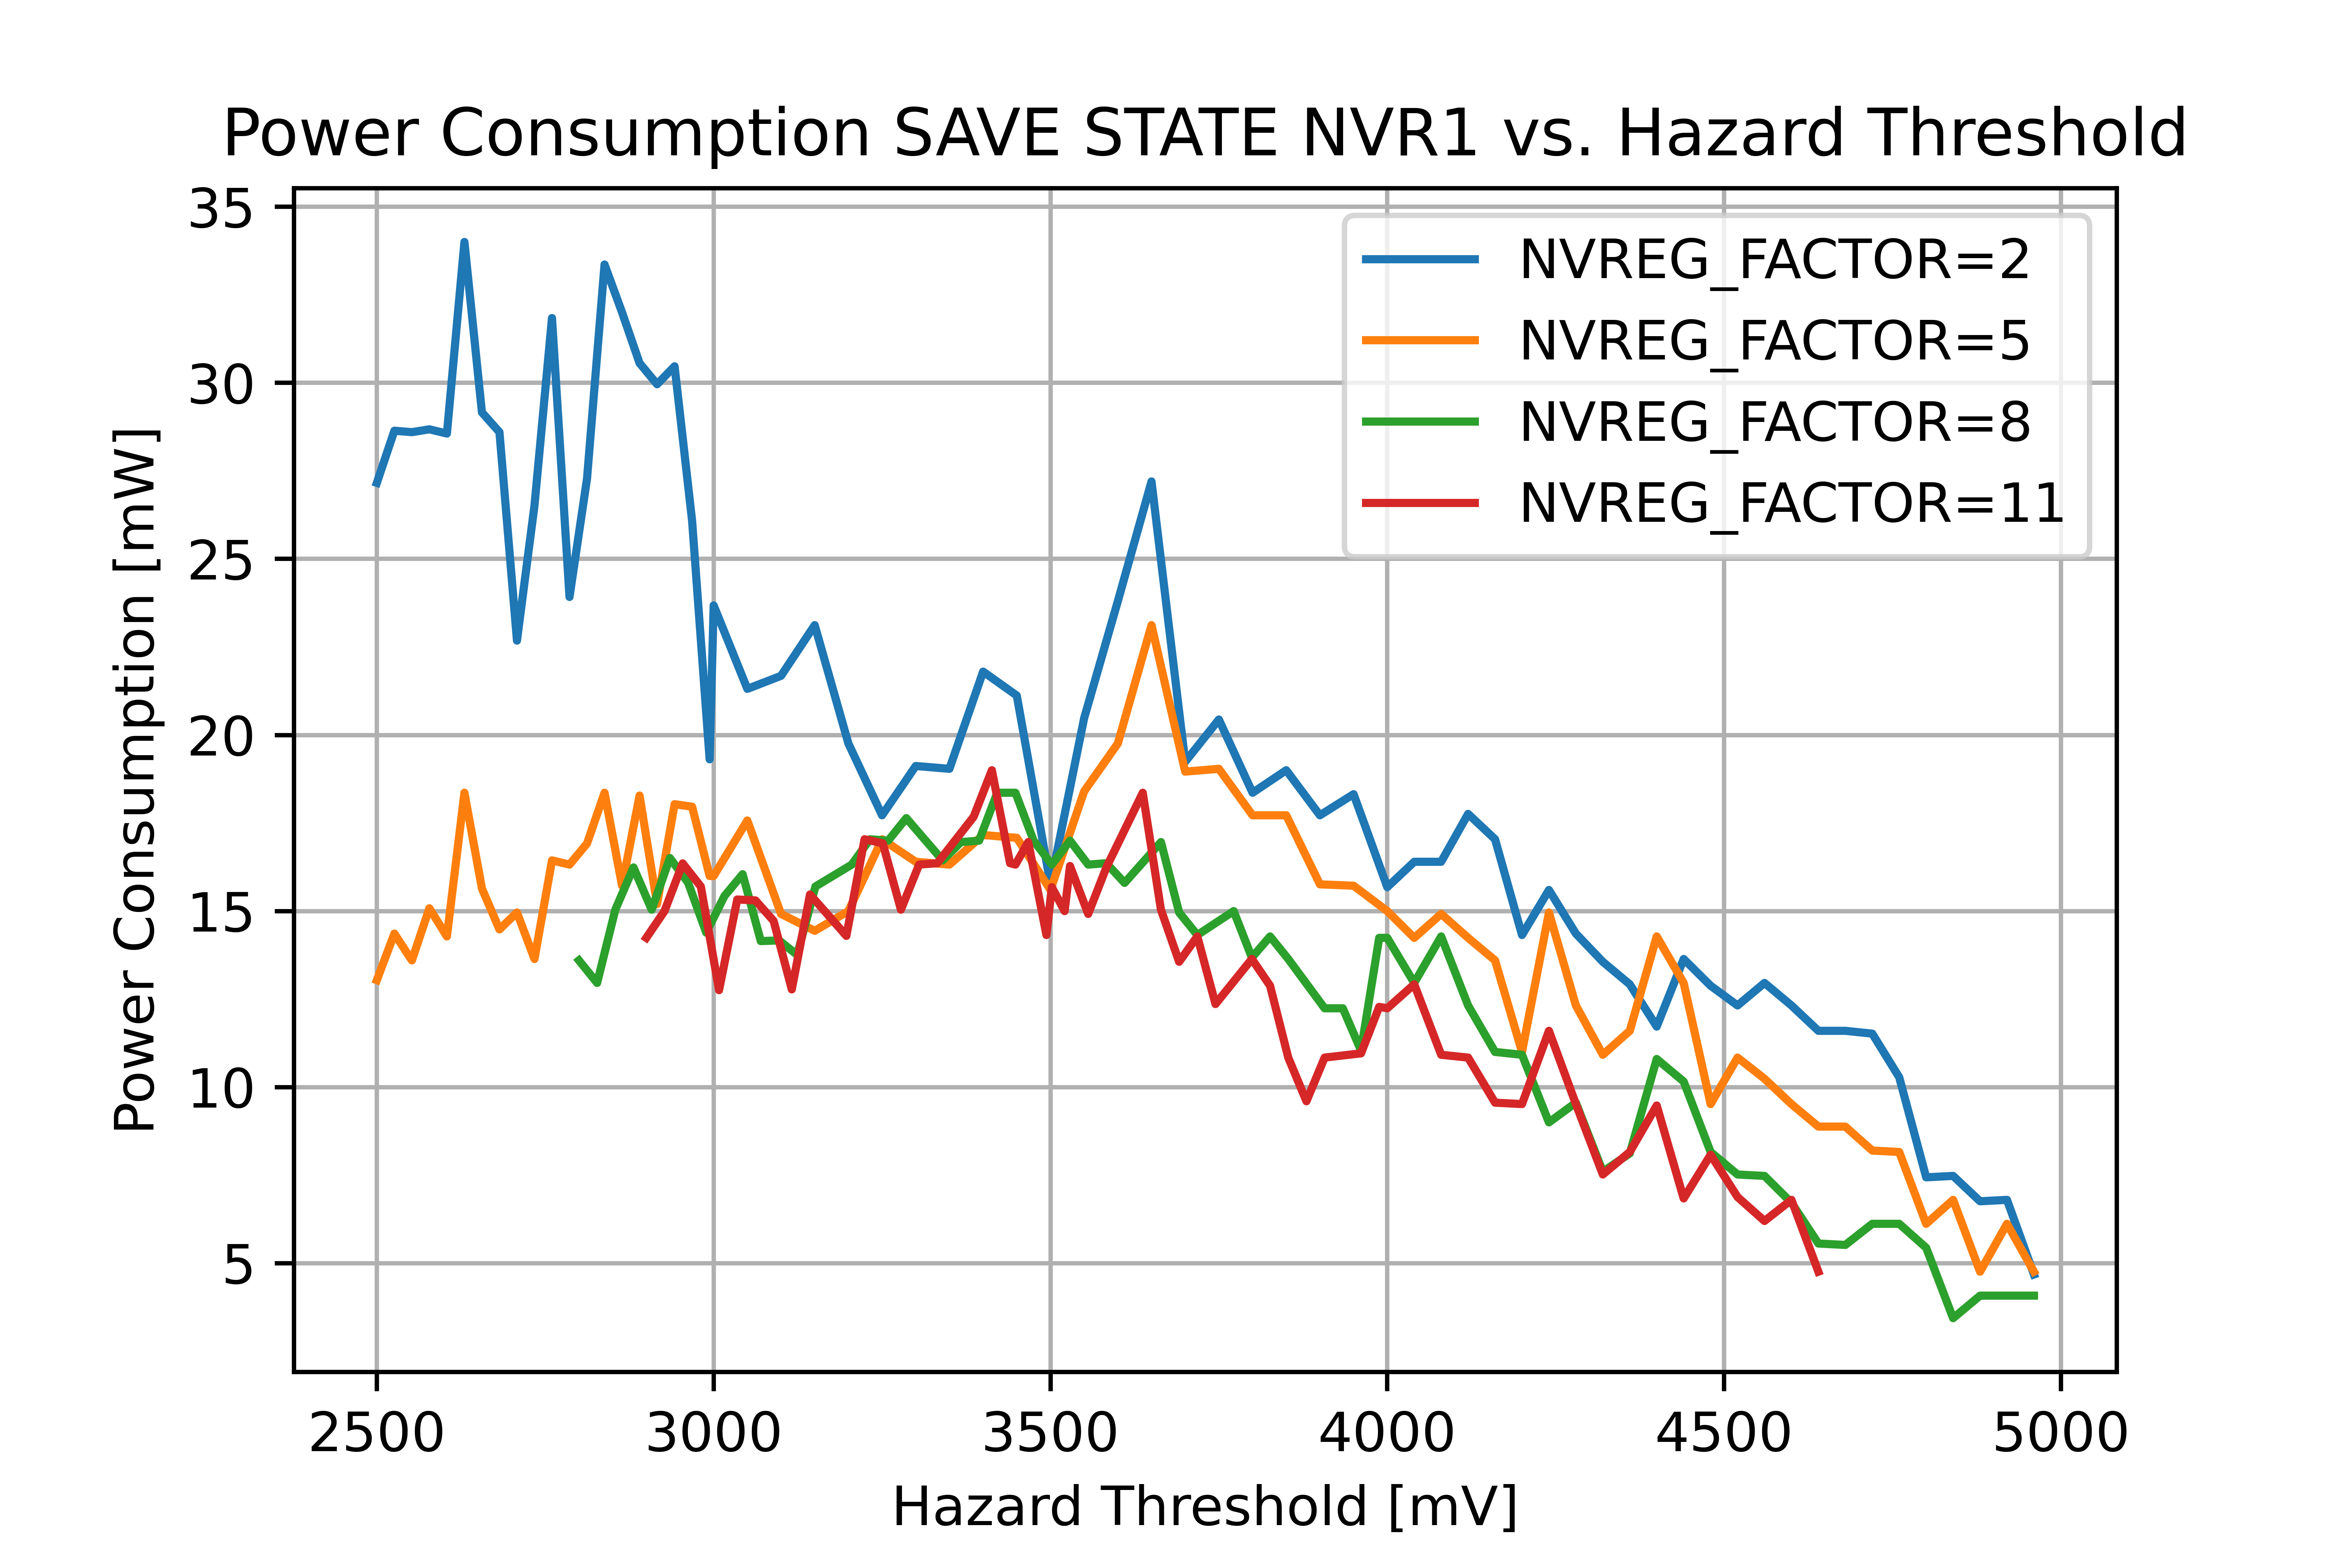 Power Consumption SAVE STATE NVR1 vs. Hazard Threshold
35
30
25
20
15
10
5
Power Consumption [mW]
NVREG_FACTOR=2
NVREG_FACTOR=5
NVREG_FACTOR=8
NVREG_FACTOR=11
2500 3000 3500 4000 4500 5000
Hazard Threshold [mV]